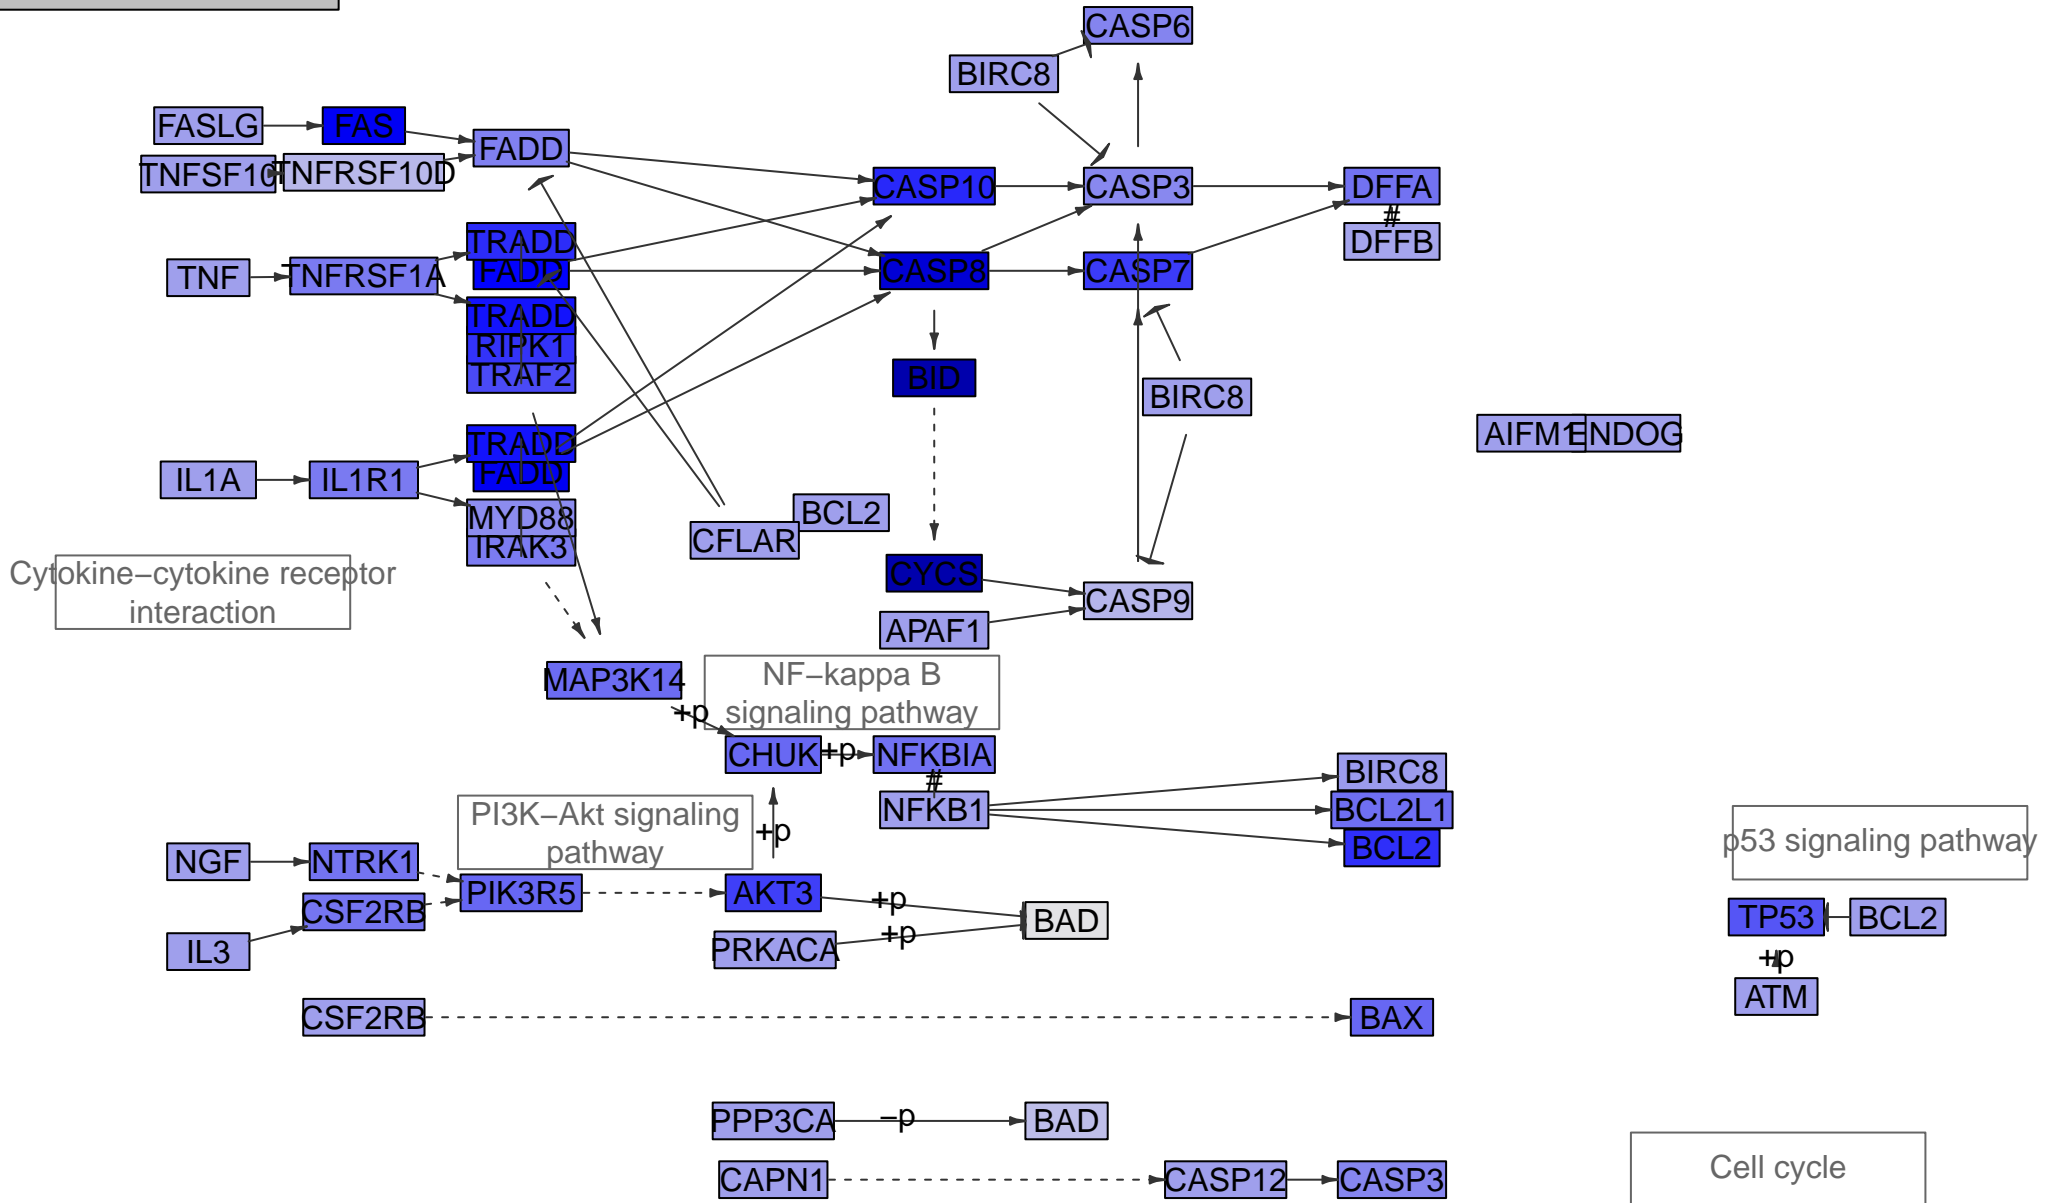 CASP6
BIRC8
FASLG
FAS
FADD
TNFSF10
TNFRSF10D
CASP10
CASP3
DFFA
#
DFFB
TRADD
FADD
TNF
TNFRSF1A
CASP8
CASP7
TRADD
RIPK1
TRAF2
BID
BIRC8
AIFM1
ENDOG
TRADD
FADD
IL1A
IL1R1
MYD88
IRAK3
BCL2
CFLAR
Cytokine–cytokine receptor
interaction
CYCS
CASP9
APAF1
MAP3K14
NF–kappa B
signaling pathway
+p
CHUK
+p
NFKBIA
#
NFKB1
BIRC8
BCL2L1
BCL2
PI3K–Akt signaling
pathway
+p
p53 signaling pathway
NGF
NTRK1
PIK3R5
AKT3
+p
CSF2RB
BAD
+p
PRKACA
IL3
TP53
BCL2
+p
ATM
CSF2RB
BAX
PPP3CA
–p
BAD
CAPN1
CASP12
CASP3
Cell cycle